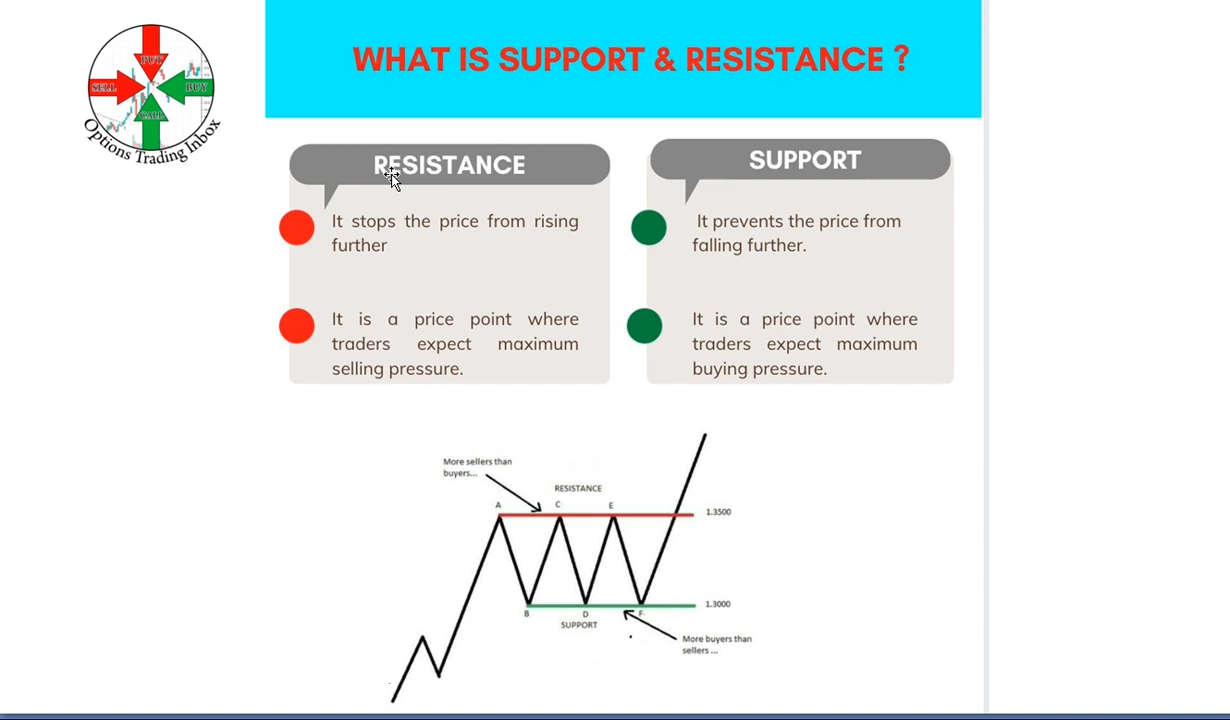 PUT
SELL
BUY
CALL
Options Trading Inbox
WHAT IS SUPPORT & RESISTANCE ?
RESISTANCE
It stops the price from rising
further
It is a price point where
traders expect maximum
selling pressure.
SUPPORT
It prevents the price from
falling further.
It is a price point where
traders expect maximum
buying pressure.
More sellers than
buyers...
RESISTANCE
A
C
E
1.3500
1.3000
B
D
F
SUPPORT
More buyers than
sellers ...